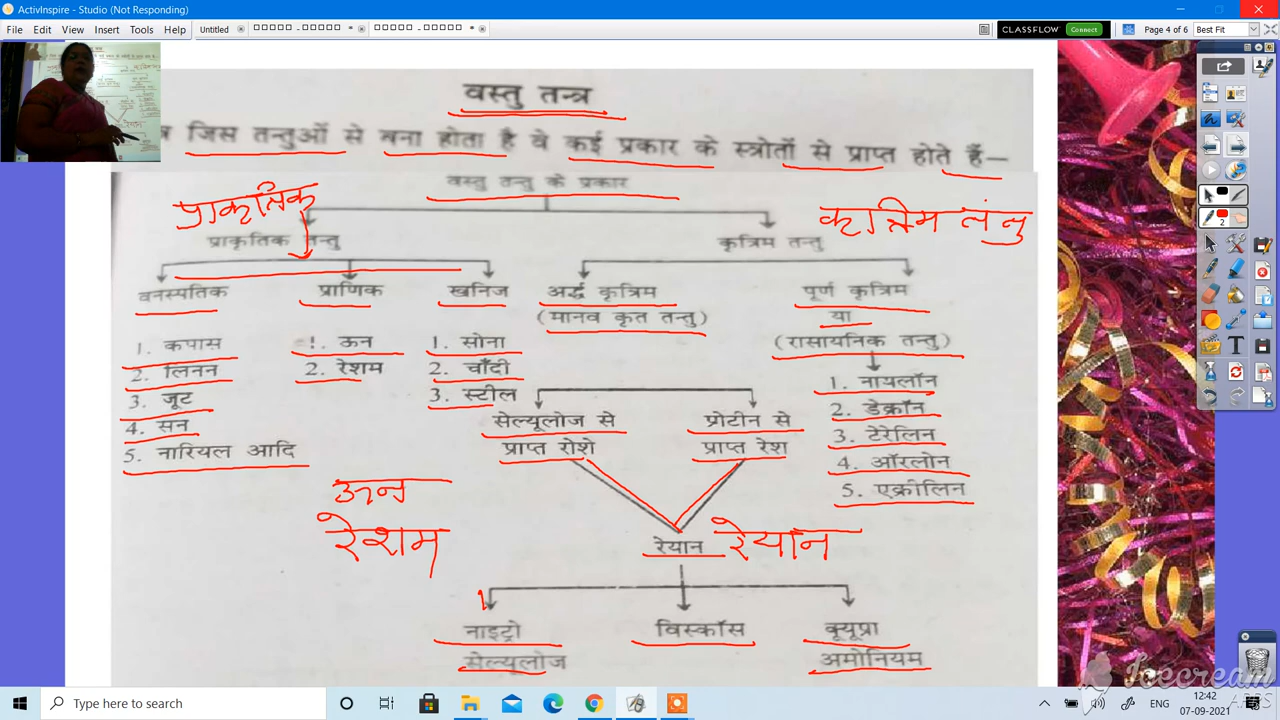 ActivInspire - Studio (Not Responding)
File Edit View Insert Tools Help Untitled CLASSFLOW Connect Page 4 of 6 Best Fit
वस्तु तन्त्र
जिस तन्तुओं से बना होता है वे कई प्रकार के स्त्रोतों से प्राप्त होते हैं–
वस्तु तन्तु के प्रकार
प्राकृतिक कृत्रिम तंतु
प्राकृतिक तन्तु कृत्रिम तन्तु
वनस्पतिक प्राणिक खनिज अर्द्ध कृत्रिम पूर्ण कृत्रिम
(मानव कृत तन्तु) या
1. कपास 1. ऊन 1. सोना (रासायनिक तन्तु)
2. लिनन 2. रेशम 2. चाँदी 1. नायलॉन
3. जूट 3. स्टील 2. डेक्रॉन
4. सन सेल्यूलोज से प्रोटीन से 3. टेरेलिन
5. नारियल आदि प्राप्त रोशे प्राप्त रेश 4. ऑरलोन
5. एक्रीलिन
ऊन
रेशम रेयान रेयान
नाइट्रो विस्कॉस क्यूप्रा
सेल्यूलोज अमोनियम
Icecream
APPS
Type here to search ENG 12:42
07-09-2021